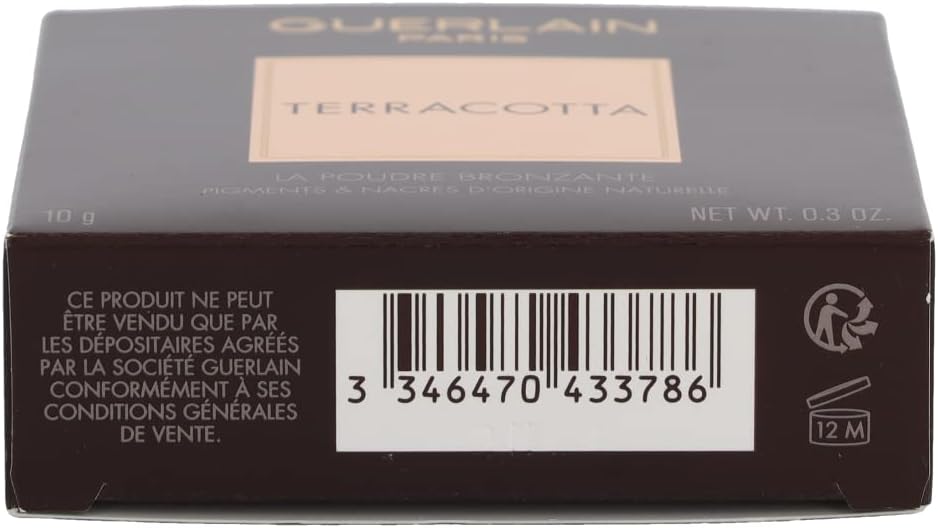 GUERLAIN
PARIS
TERRACOTTA
LA POUDRE BRONZANTE
PIGMENTS & NACRES D'ORIGINE NATURELLE
10 g
NET WT. 0.3 OZ.
CE PRODUIT NE PEUT
ÊTRE VENDU QUE PAR
LES DÉPOSITAIRES AGRÉÉS
PAR LA SOCIÉTÉ GUERLAIN
CONFORMÉMENT À SES
CONDITIONS GÉNÉRALES
DE VENTE.
3 346470 433786
12 M